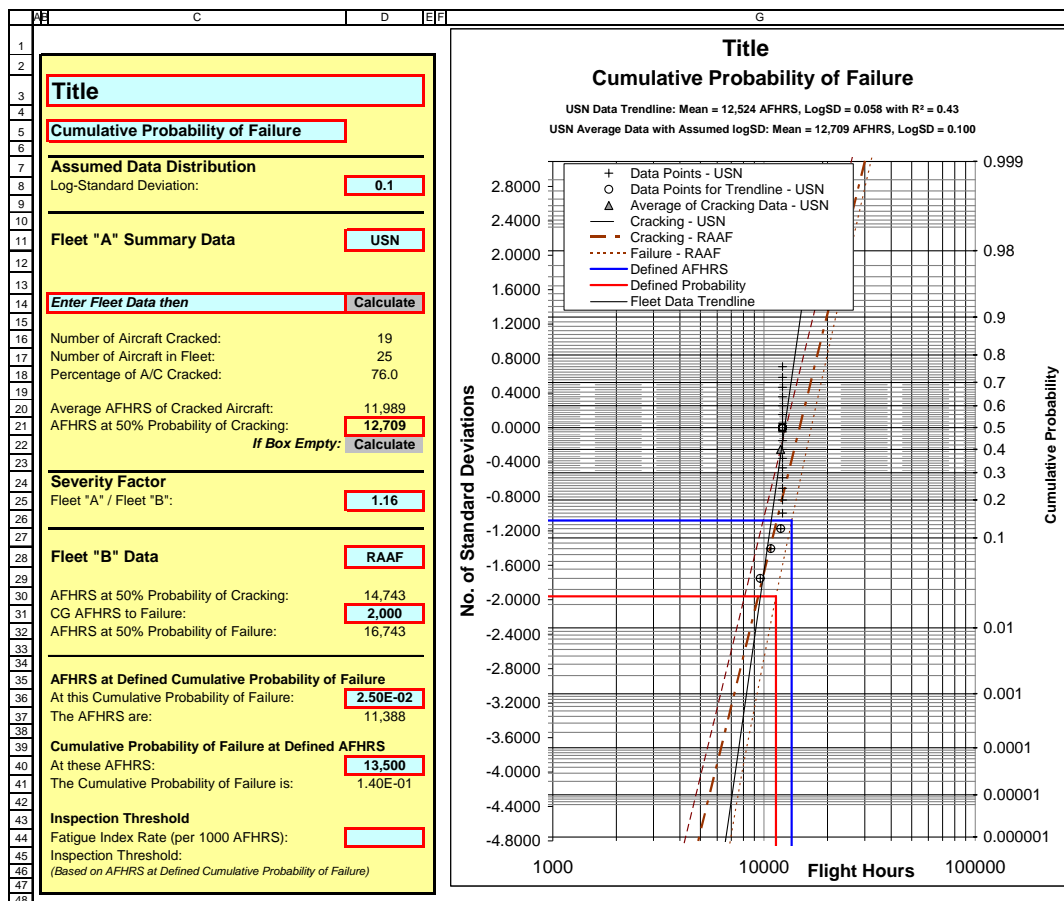 A B C D E F G
1
2
3 Title
4
5 Cumulative Probability of Failure
6
7 Assumed Data Distribution
8 Log-Standard Deviation: 0.1
9
10
11 Fleet "A" Summary Data USN
12
13
14 Enter Fleet Data then Calculate
15
16 Number of Aircraft Cracked: 19
17 Number of Aircraft in Fleet: 25
18 Percentage of A/C Cracked: 76.0
19
20 Average AFHRS of Cracked Aircraft: 11,989
21 AFHRS at 50% Probability of Cracking: 12,709
22 If Box Empty: Calculate
23
24 Severity Factor
25 Fleet "A" / Fleet "B": 1.16
26
27
28 Fleet "B" Data RAAF
29
30 AFHRS at 50% Probability of Cracking: 14,743
31 CG AFHRS to Failure: 2,000
32 AFHRS at 50% Probability of Failure: 16,743
33
34
35 AFHRS at Defined Cumulative Probability of Failure
36 At this Cumulative Probability of Failure: 2.50E-02
37 The AFHRS are: 11,388
38
39 Cumulative Probability of Failure at Defined AFHRS
40 At these AFHRS: 13,500
41 The Cumulative Probability of Failure is: 1.40E-01
42
43 Inspection Threshold
44 Fatigue Index Rate (per 1000 AFHRS):
45 Inspection Threshold:
46 (Based on AFHRS at Defined Cumulative Probability of Failure)
47
48
Title
Cumulative Probability of Failure
USN Data Trendline: Mean = 12,524 AFHRS, LogSD = 0.058 with R² = 0.43
USN Average Data with Assumed logSD: Mean = 12,709 AFHRS, LogSD = 0.100
Data Points - USN
Data Points for Trendline - USN
Average of Cracking Data - USN
Cracking - USN
Cracking - RAAF
Failure - RAAF
Defined AFHRS
Defined Probability
Fleet Data Trendline
No. of Standard Deviations
2.8000
2.4000
2.0000
1.6000
1.2000
0.8000
0.4000
0.0000
-0.4000
-0.8000
-1.2000
-1.6000
-2.0000
-2.4000
-2.8000
-3.2000
-3.6000
-4.0000
-4.4000
-4.8000
0.999
0.98
0.9
0.8
0.7
0.6
0.5
0.4
0.3
0.2
0.1
0.01
0.001
0.0001
0.00001
0.000001
Cumulative Probability
1000 10000 100000
Flight Hours